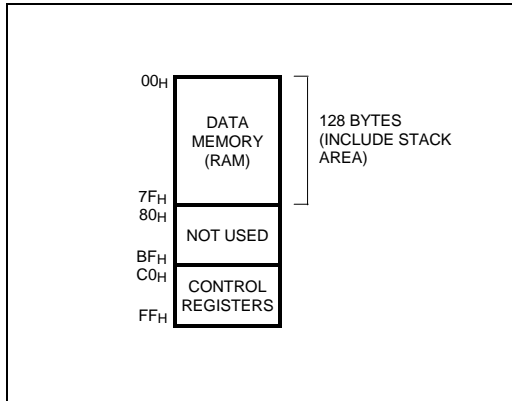 00H
DATA
MEMORY
(RAM)
128 BYTES
(INCLUDE STACK
AREA)
7FH
80H
NOT USED
BFH
C0H
CONTROL
REGISTERS
FFH